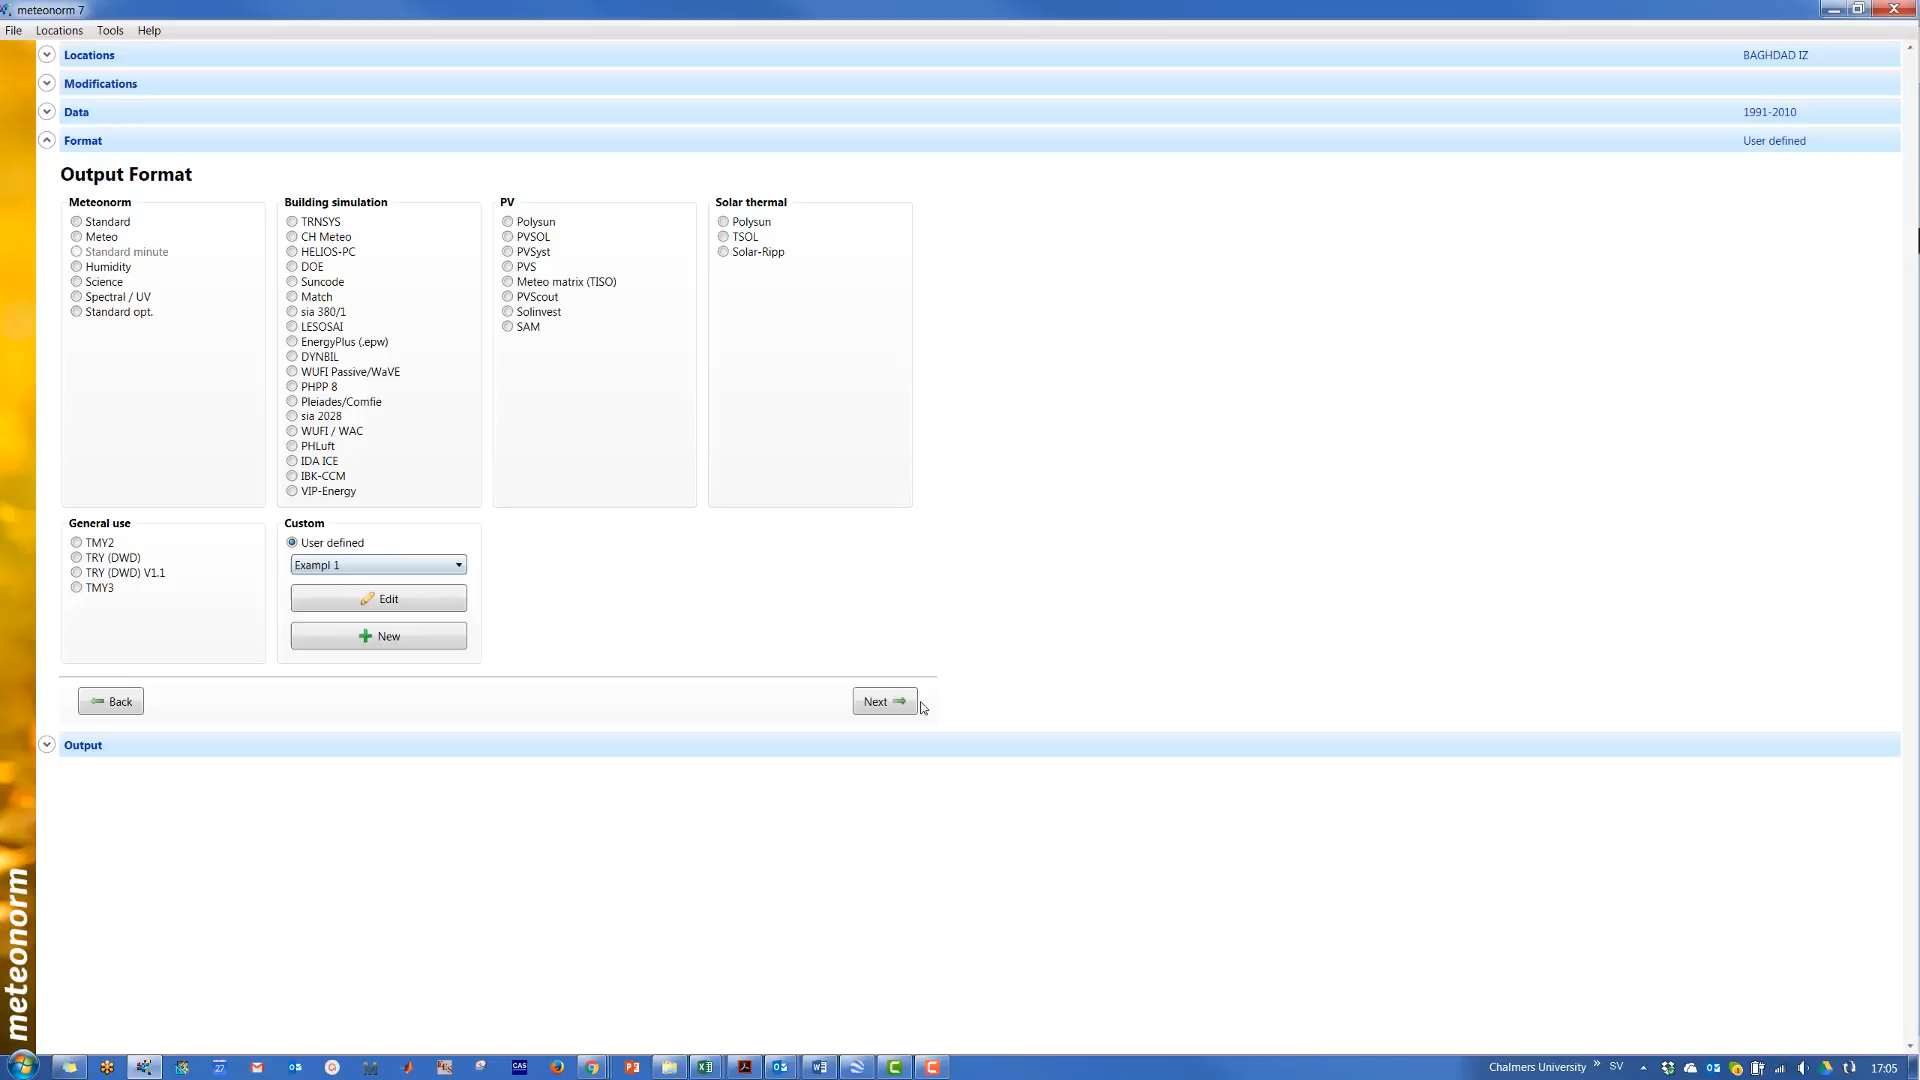 meteonorm 7
File Locations Tools Help
Locations BAGHDAD IZ
Modifications
Data 1991-2010
Format User defined
Output Format
Meteonorm
Standard
Meteo
Standard minute
Humidity
Science
Spectral / UV
Standard opt.
Building simulation
TRNSYS
CH Meteo
HELIOS-PC
DOE
Suncode
Match
sia 380/1
LESOSAI
EnergyPlus (.epw)
DYNBIL
WUFI Passive/WaVE
PHPP 8
Pleiades/Comfie
sia 2028
WUFI / WAC
PHLuft
IDA ICE
IBK-CCM
VIP-Energy
PV
Polysun
PVSOL
PVSyst
PVS
Meteo matrix (TISO)
PVScout
Solinvest
SAM
Solar thermal
Polysun
TSOL
Solar-Ripp
General use
TMY2
TRY (DWD)
TRY (DWD) V1.1
TMY3
Custom
User defined
Exampl 1
Edit
New
Back
Next
Output
meteonorm
27
CAS
Chalmers University » SV 17:05